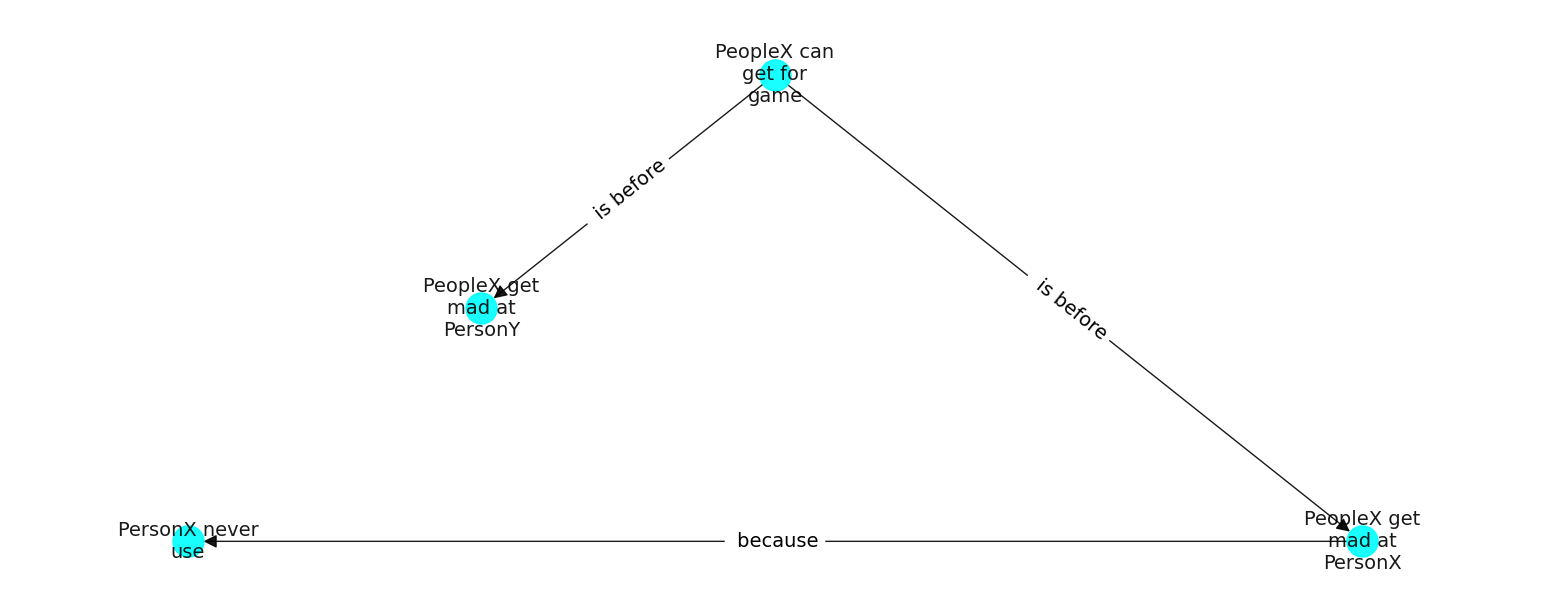 PeopleX can
get for
game
is before
PeopleX get
mad at
PersonY
is before
PersonX never
use
because
PeopleX get
mad at
PersonX